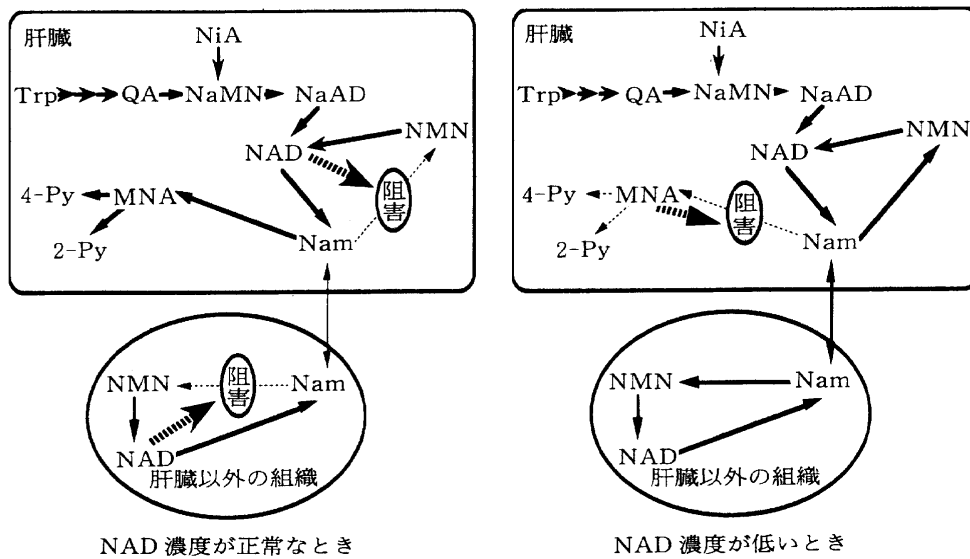 肝臓
NiA
Trp QA NaMN NaAD
NMN
NAD
阻害
4-Py MNA
Nam
2-Py
NMN 阻害 Nam
NAD
肝臓以外の組織
NAD 濃度が正常なとき
肝臓
NiA
Trp QA NaMN NaAD
NMN
NAD
4-Py MNA 阻害
Nam
2-Py
NMN Nam
NAD
肝臓以外の組織
NAD 濃度が低いとき